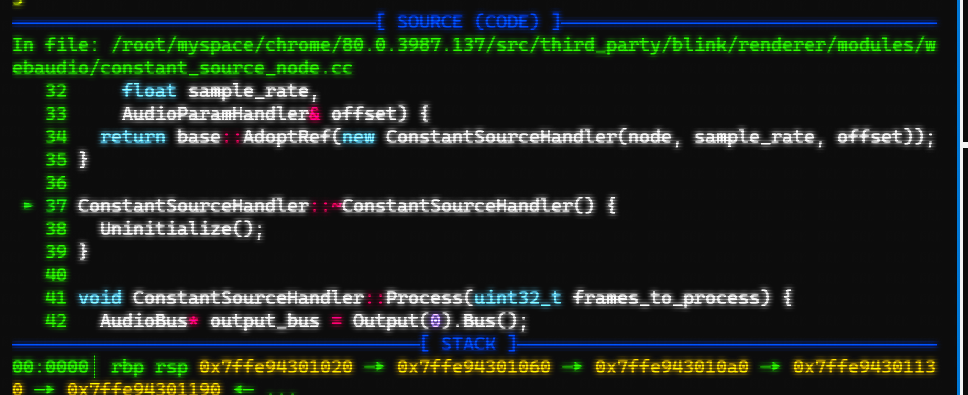 [ SOURCE (CODE) ]
In file: /root/myspace/chrome/80.0.3987.137/src/third_party/blink/renderer/modules/w
ebaudio/constant_source_node.cc
32 float sample_rate,
33 AudioParamHandler& offset) {
34 return base::AdoptRef(new ConstantSourceHandler(node, sample_rate, offset));
35 }
36
► 37 ConstantSourceHandler::~ConstantSourceHandler() {
38 Uninitialize();
39 }
40
41 void ConstantSourceHandler::Process(uint32_t frames_to_process) {
42 AudioBus* output_bus = Output(0).Bus();
[ STACK ]
00:0000│ rbp rsp 0x7ffe94301020 → 0x7ffe94301060 → 0x7ffe943010a0 → 0x7ffe9430113
0 → 0x7ffe94301190 ← ...